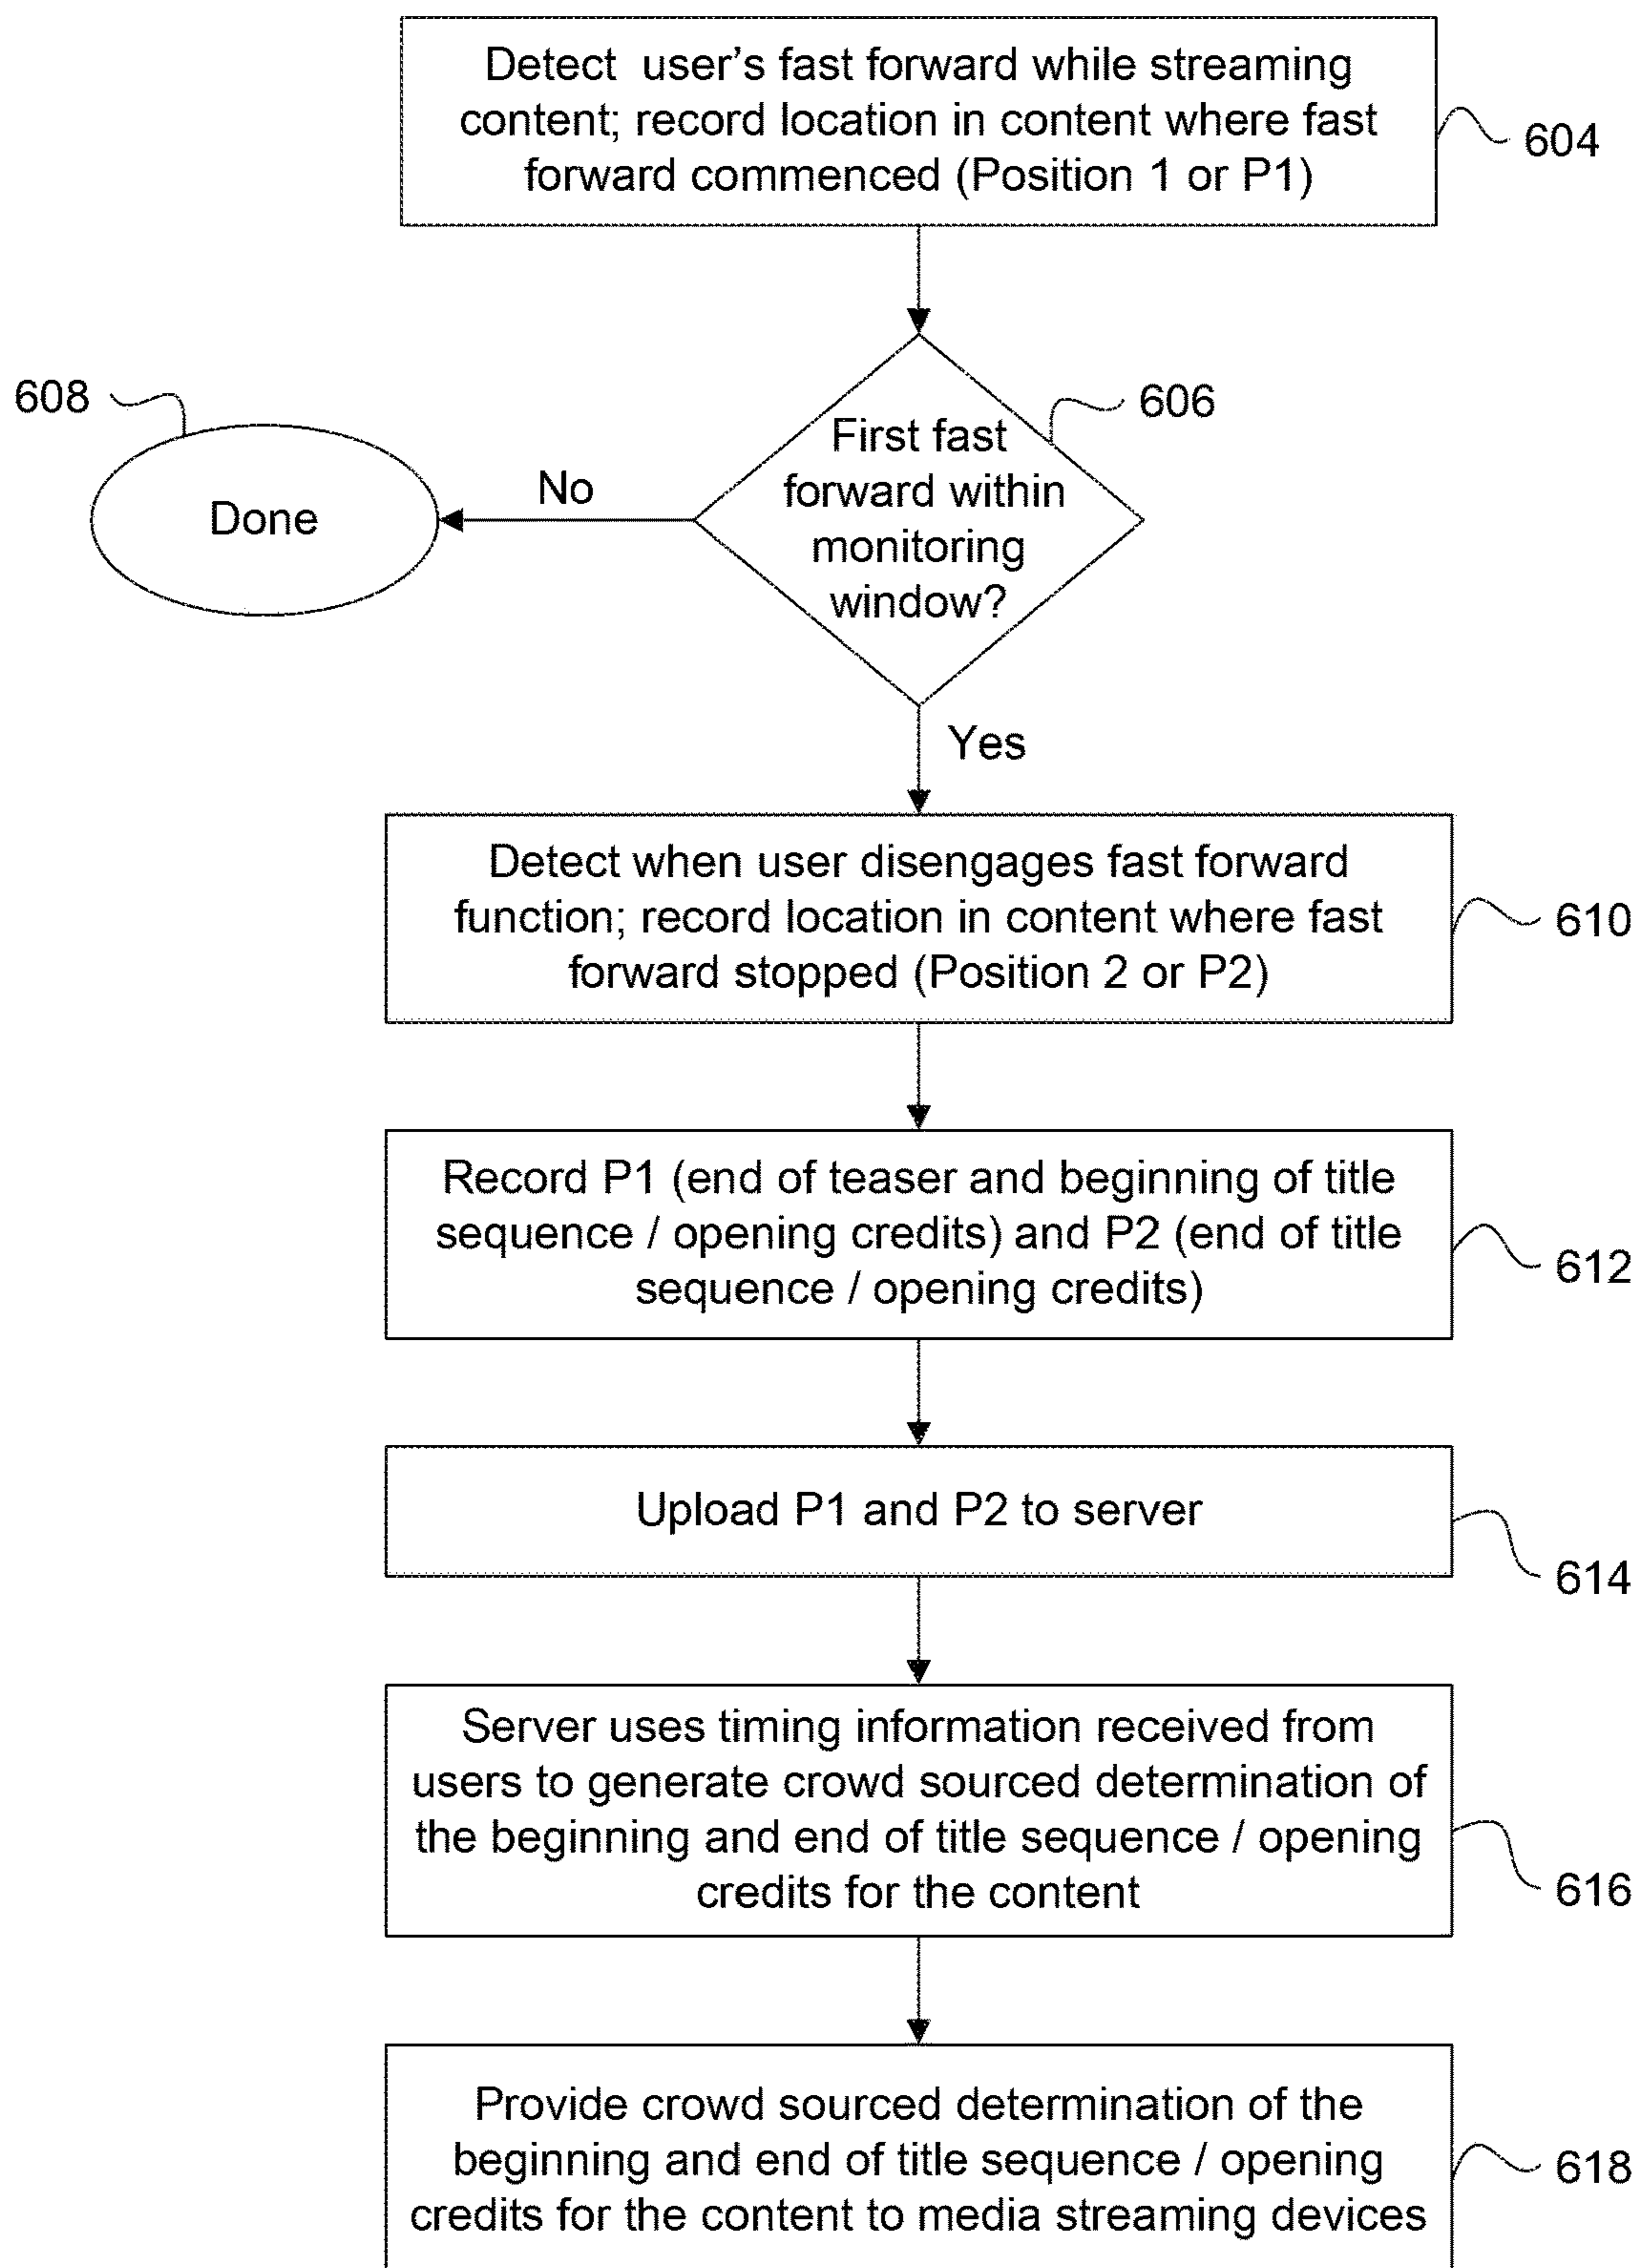 Detect user's fast forward while streaming
content; record location in content where fast
forward commenced (Position 1 or P1)
604
608
606
First fast
forward within
monitoring
window?
No
Done
Yes
Detect when user disengages fast forward
function; record location in content where fast
forward stopped (Position 2 or P2)
610
Record P1 (end of teaser and beginning of title
sequence / opening credits) and P2 (end of title
sequence / opening credits)
612
Upload P1 and P2 to server
614
Server uses timing information received from
users to generate crowd sourced determination of
the beginning and end of title sequence / opening
credits for the content
616
Provide crowd sourced determination of the
beginning and end of title sequence / opening
credits for the content to media streaming devices
618